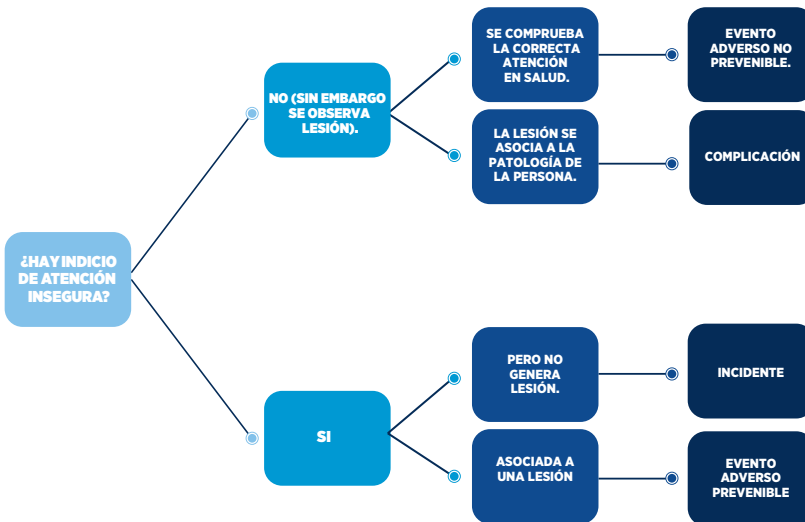 ¿HAY INDICIO
DE ATENCIÓN
INSEGURA?
NO (SIN EMBARGO
SE OBSERVA
LESIÓN).
SE COMPRUEBA
LA CORRECTA
ATENCIÓN
EN SALUD.
EVENTO
ADVERSO NO
PREVENIBLE.
LA LESIÓN SE
ASOCIA A LA
PATOLOGÍA DE
LA PERSONA.
COMPLICACIÓN
SI
PERO NO
GENERA
LESIÓN.
INCIDENTE
ASOCIADA A
UNA LESIÓN
EVENTO
ADVERSO
PREVENIBLE